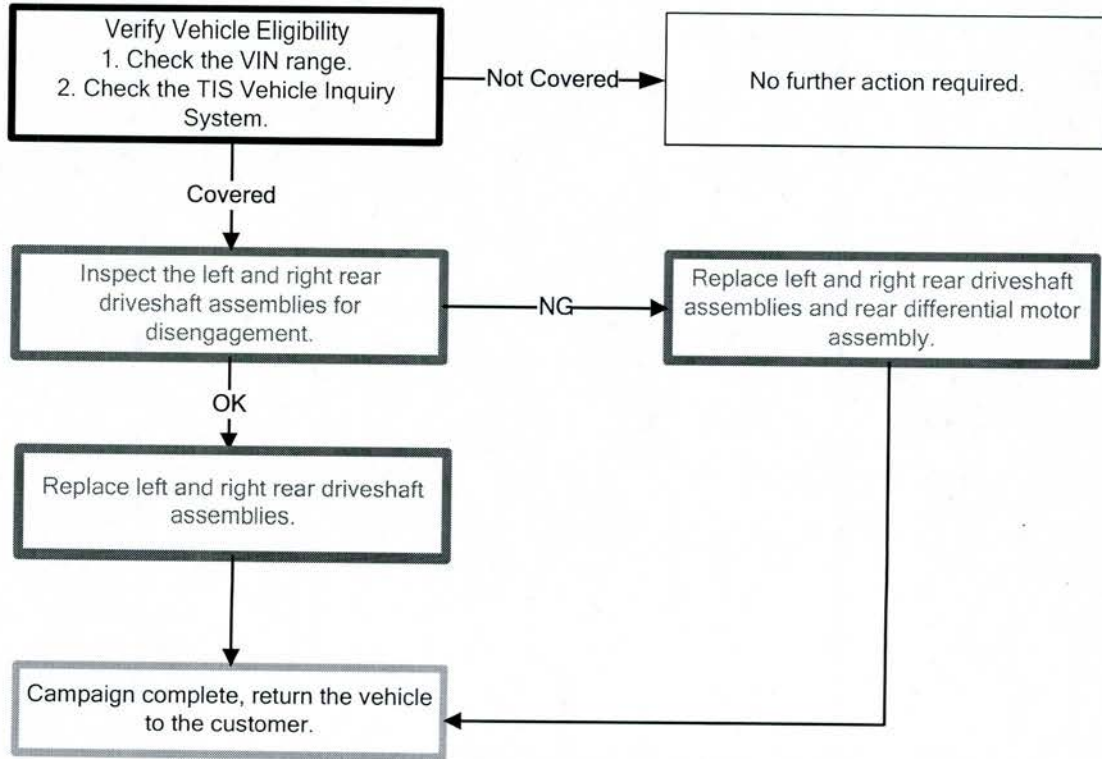 Verify Vehicle Eligibility
1. Check the VIN range.
2. Check the TIS Vehicle Inquiry
System.
Not Covered
No further action required.
Covered
Inspect the left and right rear
driveshaft assemblies for
disengagement.
NG
Replace left and right rear driveshaft
assemblies and rear differential motor
assembly.
OK
Replace left and right rear driveshaft
assemblies.
Campaign complete, return the vehicle
to the customer.